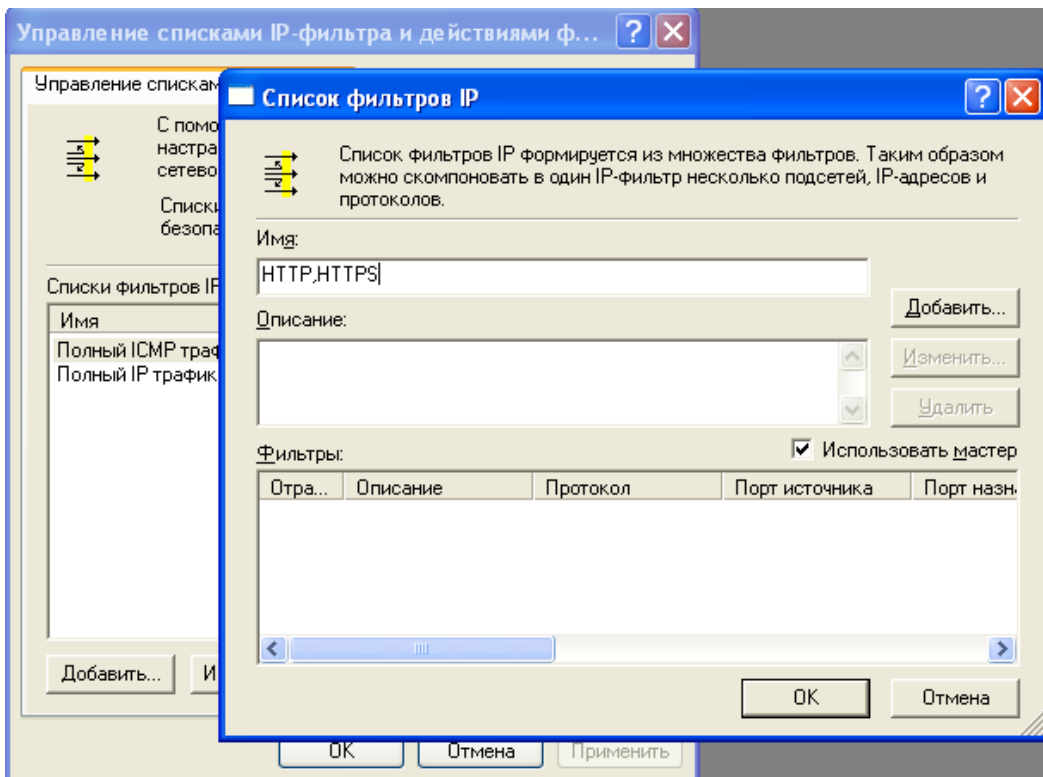 Управление списками IP-фильтра и действиями ф...
Управление спискам
С помо
настра
сетево
Списки
безопа
Списки фильтров IP
Имя
Полный ICMP траф
Полный IP трафик
Добавить...
И
ОК
Отмена
Применить
Список фильтров IP
Список фильтров IP формируется из множества фильтров. Таким образом
можно скомпоновать в один IP-фильтр несколько подсетей, IP-адресов и
протоколов.
Имя:
HTTP,HTTPS
Добавить...
Описание:
Изменить...
Удалить
Фильтры:
Использовать мастер
Отра... Описание Протокол Порт источника Порт назн
ОК
Отмена